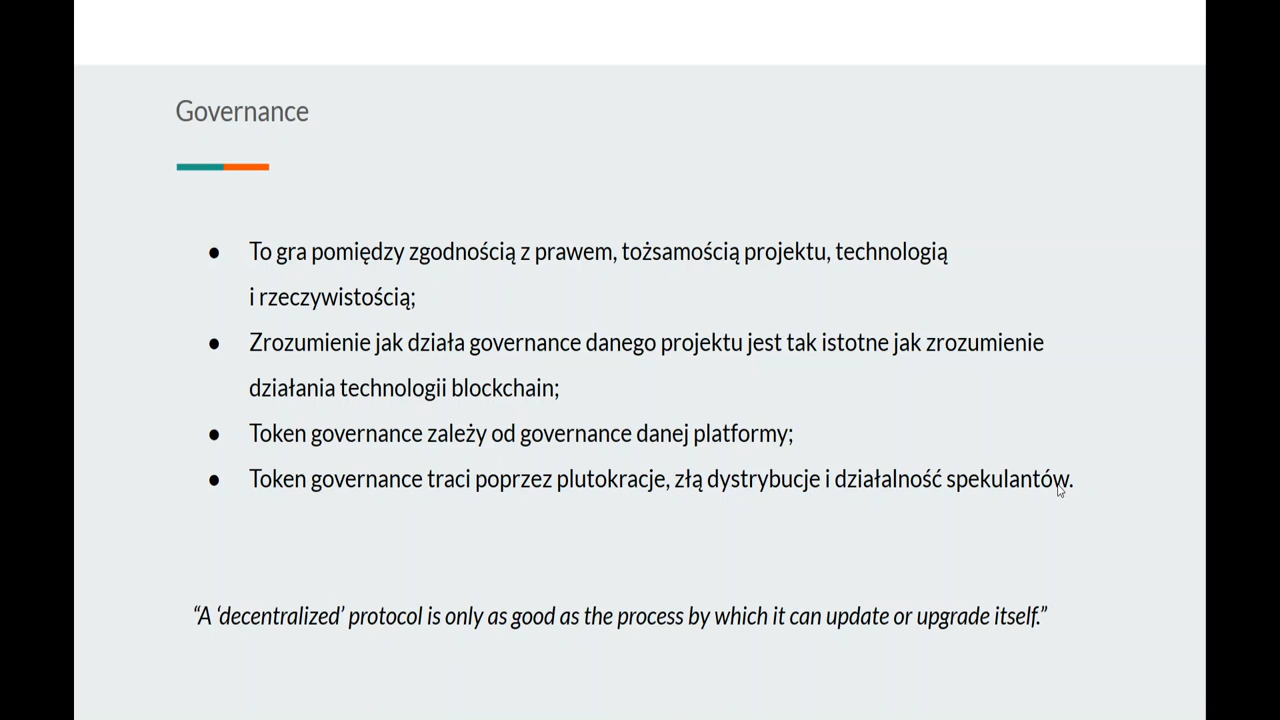 Governance
● To gra pomiędzy zgodnością z prawem, tożsamością projektu, technologią
i rzeczywistością;
● Zrozumienie jak działa governance danego projektu jest tak istotne jak zrozumienie
działania technologii blockchain;
● Token governance zależy od governance danej platformy;
● Token governance traci poprzez plutokracje, złą dystrybucje i działalność spekulantów.
“A ‘decentralized’ protocol is only as good as the process by which it can update or upgrade itself.”